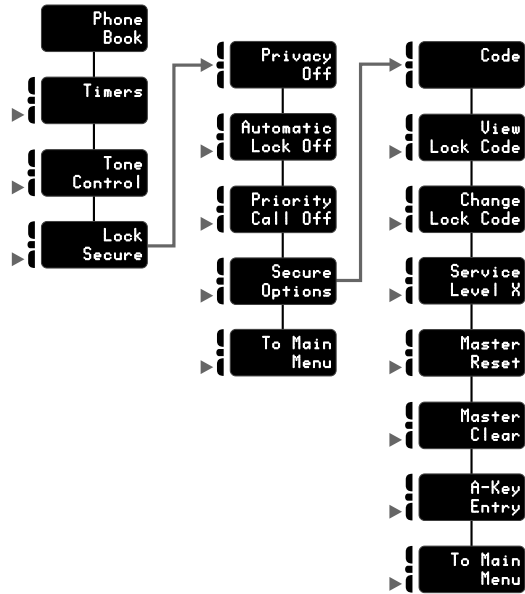 Phone
Book
Timers
Tone
Control
Lock
Secure
Privacy
Off
Automatic
Lock Off
Priority
Call Off
Secure
Options
To Main
Menu
Code
View
Lock Code
Change
Lock Code
Service
Level X
Master
Reset
Master
Clear
A-Key
Entry
To Main
Menu